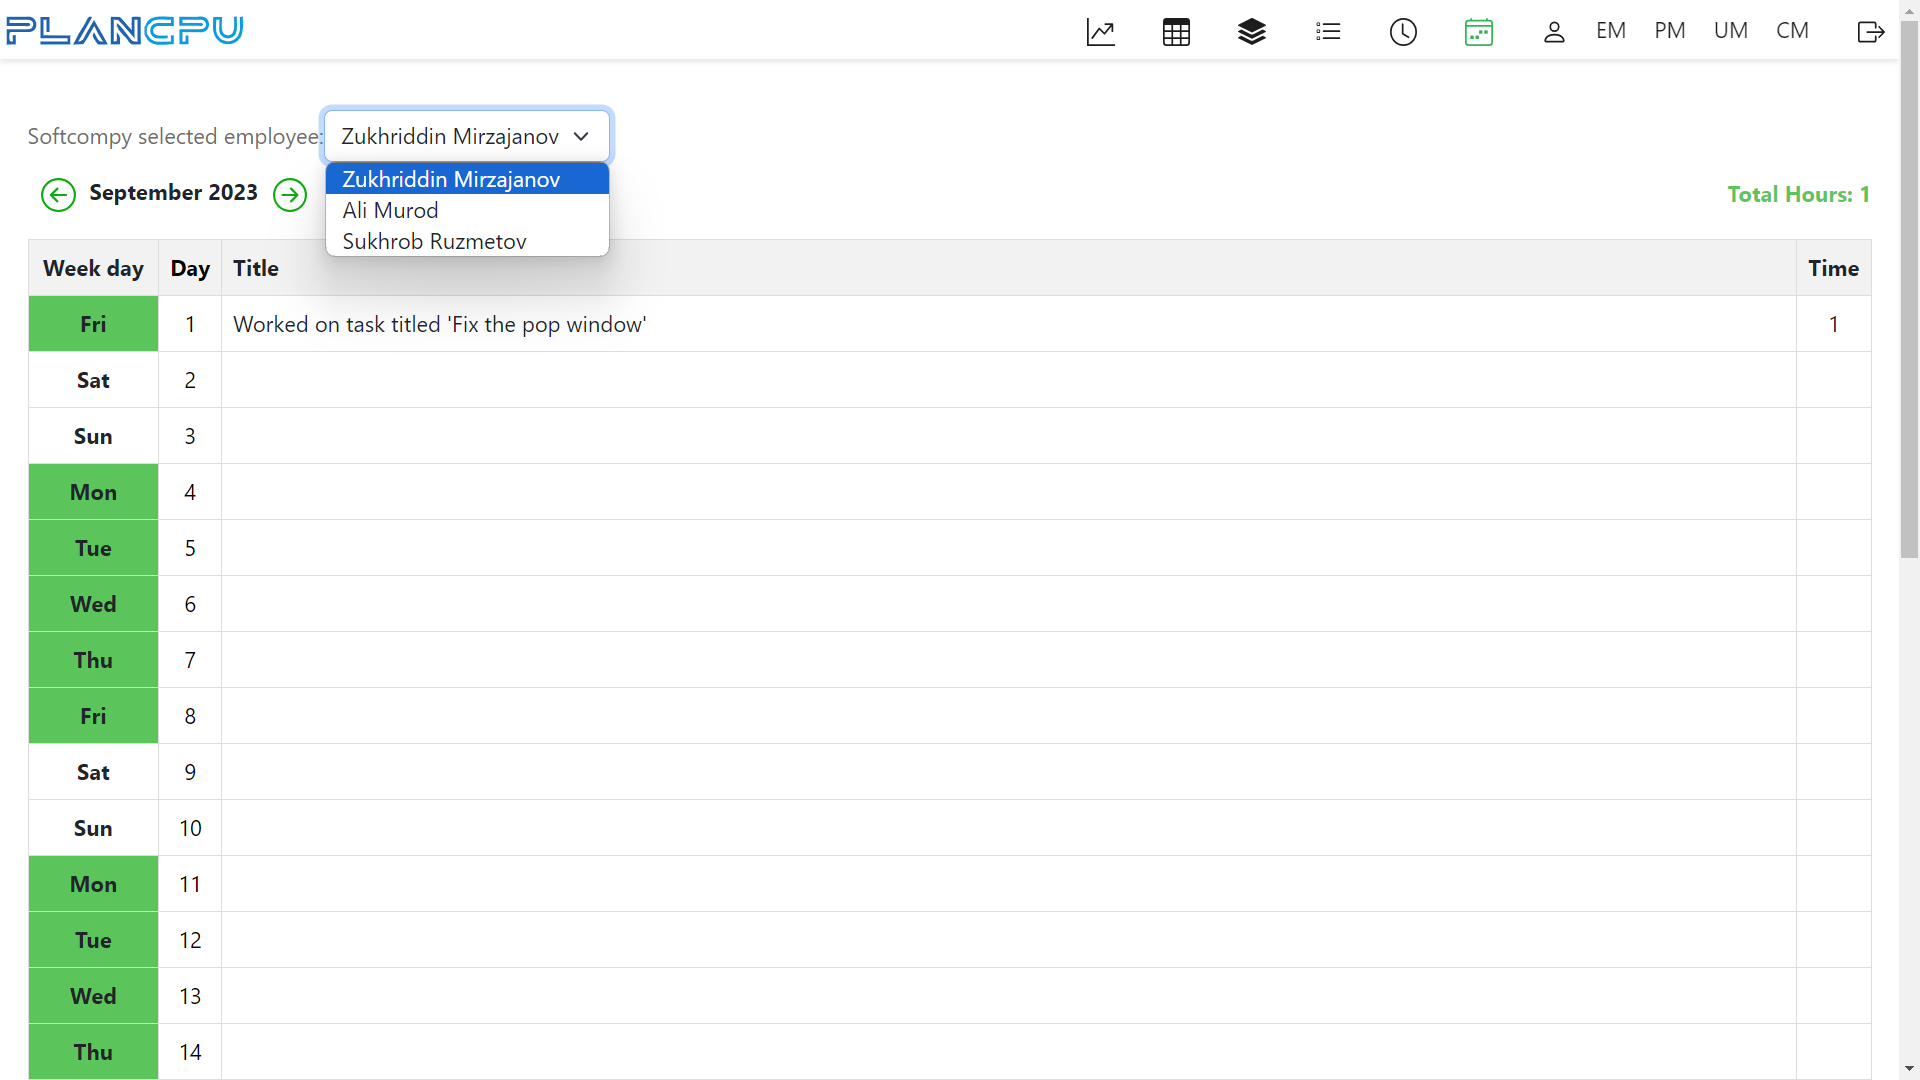 PLANCPU
EM PM UM CM
Softcompy selected employee: Zukhriddin Mirzajanov
Zukhriddin Mirzajanov
Ali Murod
Sukhrob Ruzmetov
September 2023
Total Hours: 1
Week day Day Title Time
Fri 1 Worked on task titled 'Fix the pop window' 1
Sat 2
Sun 3
Mon 4
Tue 5
Wed 6
Thu 7
Fri 8
Sat 9
Sun 10
Mon 11
Tue 12
Wed 13
Thu 14